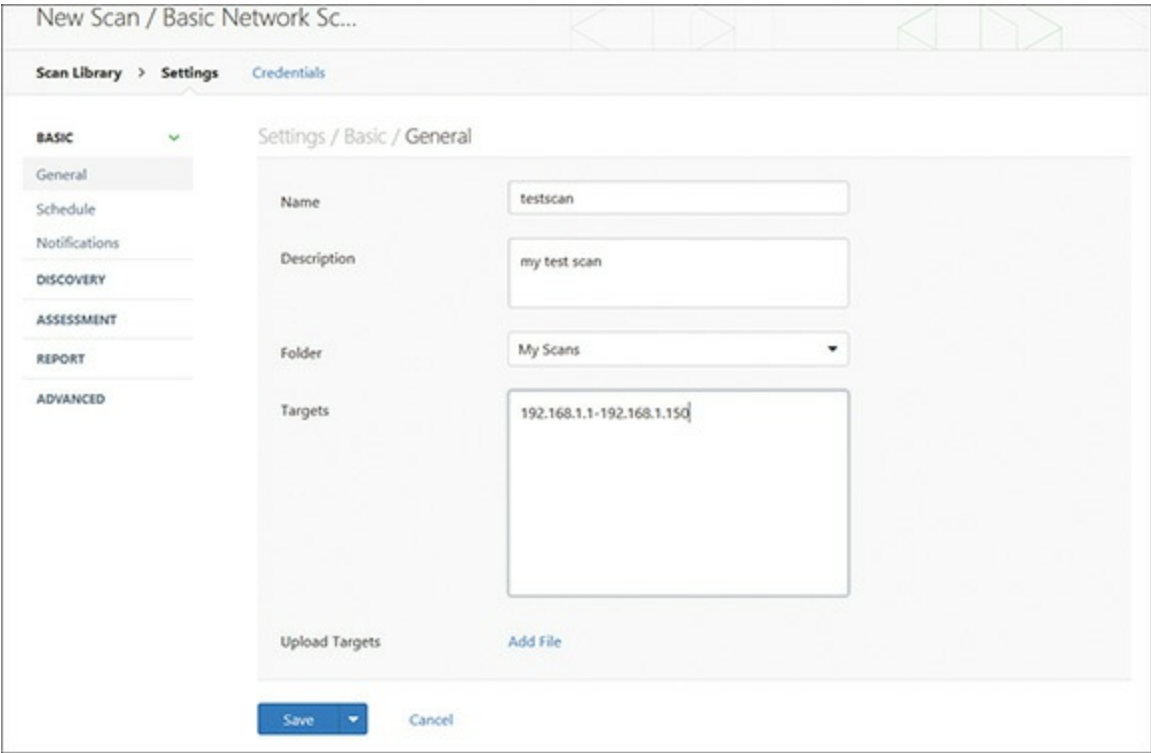 New Scan / Basic Network Sc...
Scan Library > Settings Credentials
BASIC
General
Schedule
Notifications
DISCOVERY
ASSESSMENT
REPORT
ADVANCED
Settings / Basic / General
Name testscan
Description my test scan
Folder My Scans
Targets 192.168.1.1-192.168.1.150
Upload Targets Add File
Save Cancel